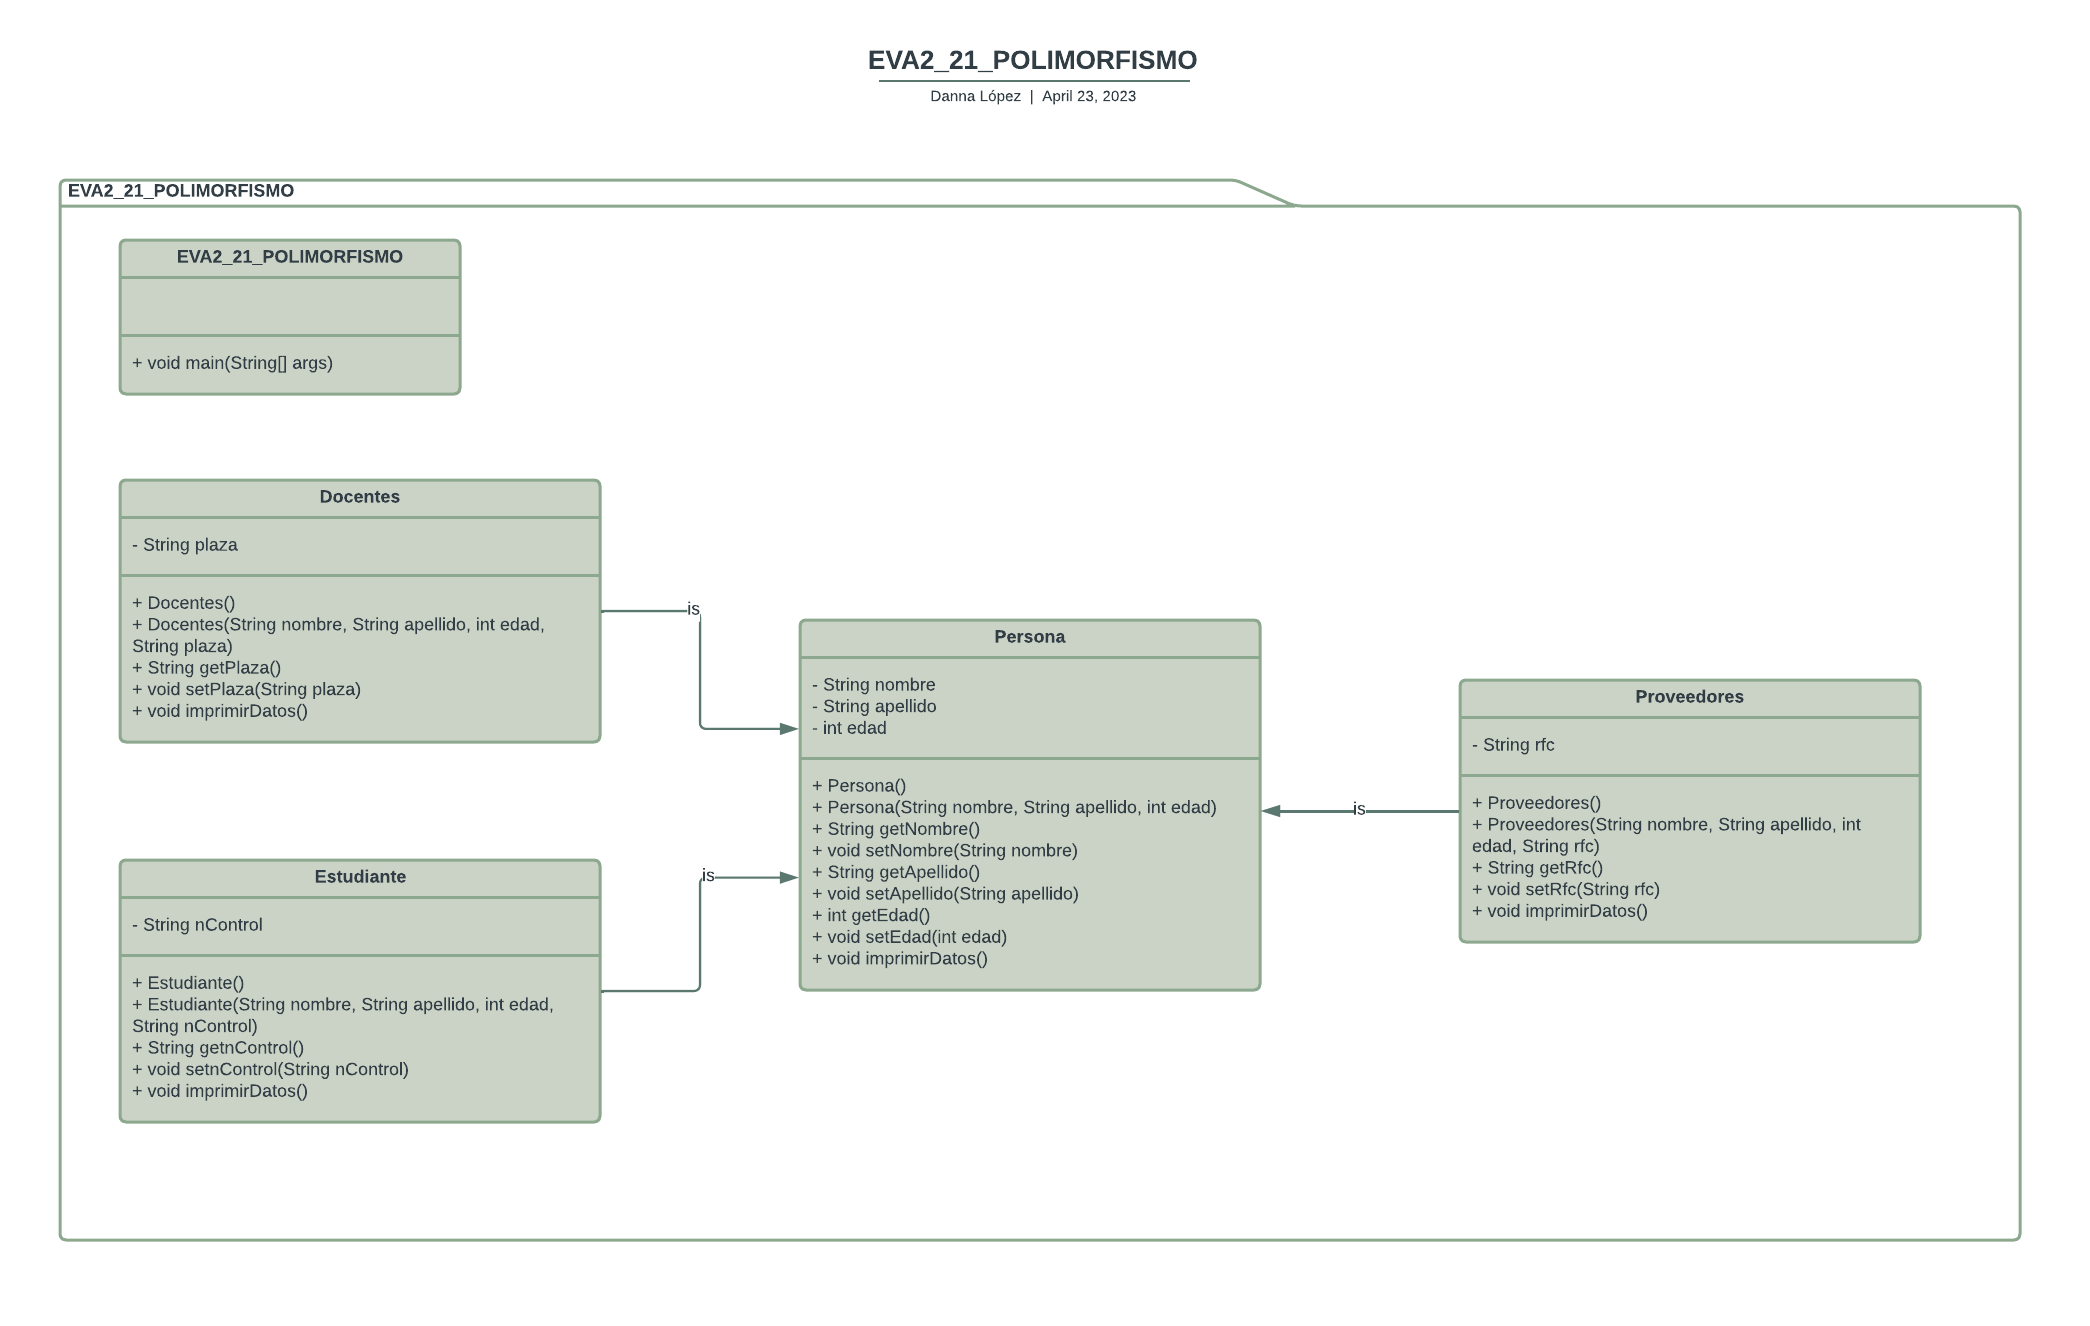 EVA2_21_POLIMORFISMO
Danna López | April 23, 2023
EVA2_21_POLIMORFISMO
EVA2_21_POLIMORFISMO
+ void main(String[] args)
Docentes
- String plaza
+ Docentes()
+ Docentes(String nombre, String apellido, int edad,
String plaza)
+ String getPlaza()
+ void setPlaza(String plaza)
+ void imprimirDatos()
is
Estudiante
- String nControl
+ Estudiante()
+ Estudiante(String nombre, String apellido, int edad,
String nControl)
+ String getnControl()
+ void setnControl(String nControl)
+ void imprimirDatos()
is
Persona
- String nombre
- String apellido
- int edad
+ Persona()
+ Persona(String nombre, String apellido, int edad)
+ String getNombre()
+ void setNombre(String nombre)
+ String getApellido()
+ void setApellido(String apellido)
+ int getEdad()
+ void setEdad(int edad)
+ void imprimirDatos()
is
Proveedores
- String rfc
+ Proveedores()
+ Proveedores(String nombre, String apellido, int
edad, String rfc)
+ String getRfc()
+ void setRfc(String rfc)
+ void imprimirDatos()